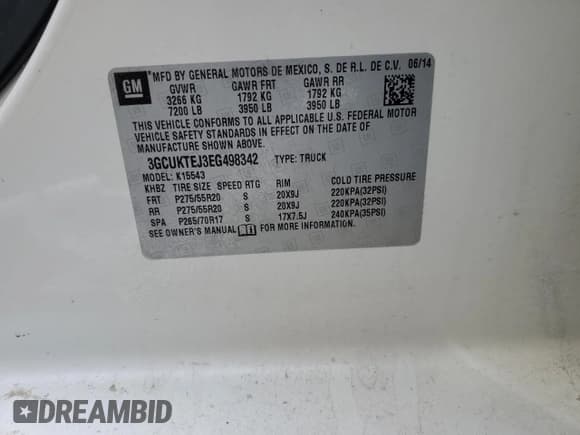 GM
*MFD BY GENERAL MOTORS DE MEXICO, S. DE R.L. DE C.V. 06/14
GVWR GAWR FRT GAWR RR
3266 KG 1792 KG 1792 KG
7200 LB 3950 LB 3950 LB
THIS VEHICLE CONFORMS TO ALL APPLICABLE U.S. FEDERAL MOTOR
VEHICLE SAFETY STANDARDS IN EFFECT ON THE DATE OF
MANUFACTURE SHOWN ABOVE.
3GCUKTEJ3EG498342 TYPE: TRUCK
MODEL: K15543
KHBZ TIRE SIZE SPEED RTG RIM COLD TIRE PRESSURE
FRT P275/55R20 S 20X9J 220KPA(32PSI)
RR P275/55R20 S 20X9J 220KPA(32PSI)
SPA P265/70R17 S 17X7.5J 240KPA(35PSI)
SEE OWNER'S MANUAL FOR MORE INFORMATION.
DREAMBID